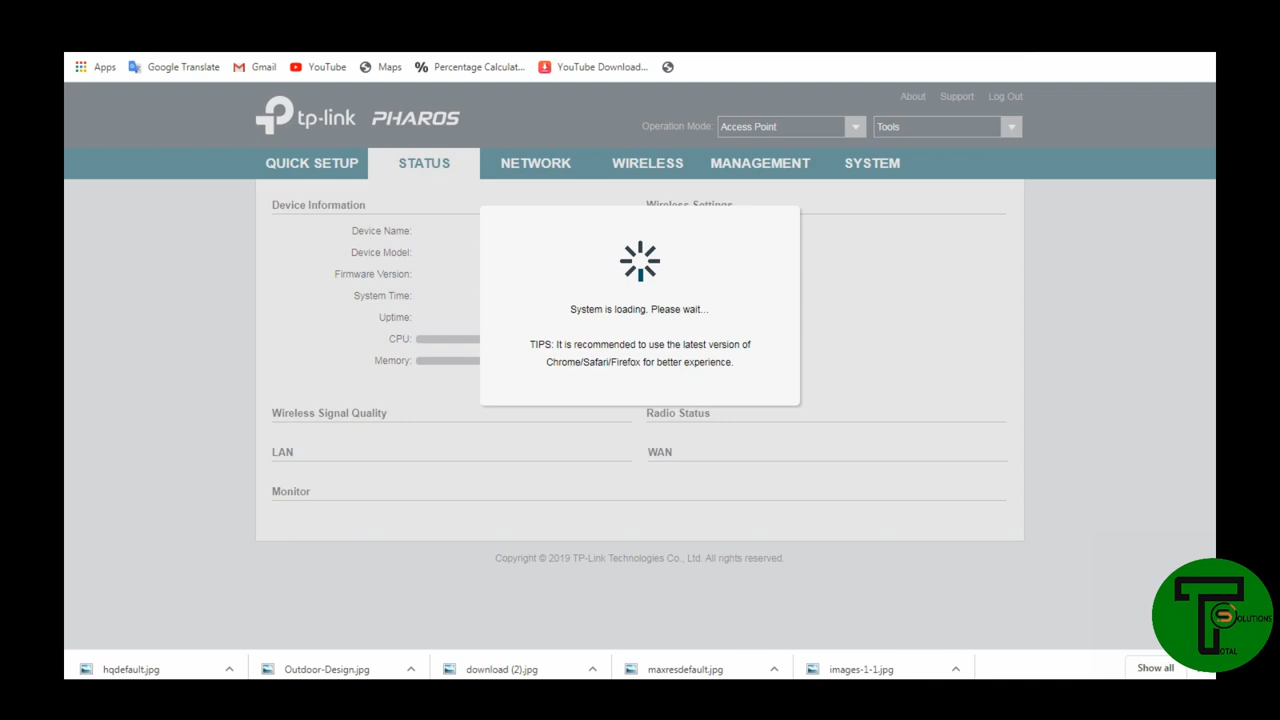 Apps Google Translate Gmail YouTube Maps Percentage Calculat... YouTube Download...
tp-link PHAROS
About Support Log Out
Operation Mode: Access Point Tools
QUICK SETUP STATUS NETWORK WIRELESS MANAGEMENT SYSTEM
Device Information
Wireless Settings
Device Name:
Device Model:
Firmware Version:
System Time:
Uptime:
CPU:
Memory:
System is loading. Please wait...
TIPS: It is recommended to use the latest version of
Chrome/Safari/Firefox for better experience.
Wireless Signal Quality
Radio Status
LAN
WAN
Monitor
Copyright © 2019 TP-Link Technologies Co., Ltd. All rights reserved.
hqdefault.jpg Outdoor-Design.jpg download (2).jpg maxresdefault.jpg images-1-1.jpg Show all
TOTAL
SOLUTIONS